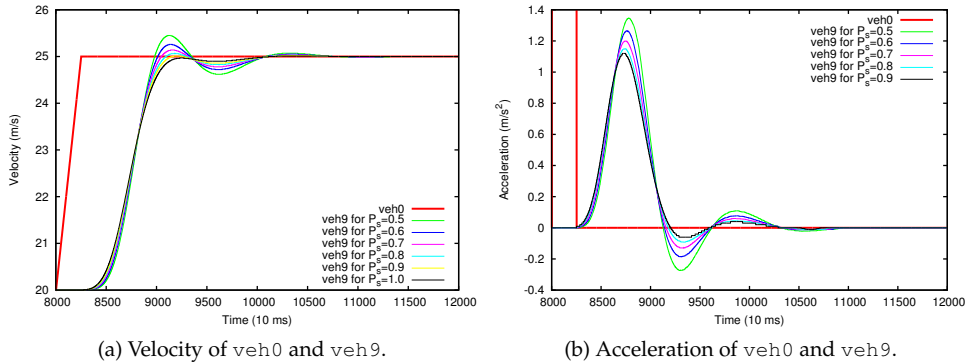 26
25
24
23
22
21
20
8000 8500 9000 9500 10000 10500 11000 11500 12000
Velocity (m/s)
Time (10 ms)
veh0
veh9 for P_s=0.5
veh9 for P_s=0.6
veh9 for P_s=0.7
veh9 for P_s=0.8
veh9 for P_s=0.9
veh9 for P_s=1.0
(a) Velocity of veh0 and veh9.
1.4
1.2
1
0.8
0.6
0.4
0.2
0
-0.2
-0.4
8000 8500 9000 9500 10000 10500 11000 11500 12000
Acceleration (m/s²)
Time (10 ms)
veh0
veh9 for P_s=0.5
veh9 for P_s=0.6
veh9 for P_s=0.7
veh9 for P_s=0.8
veh9 for P_s=0.9
(b) Acceleration of veh0 and veh9.